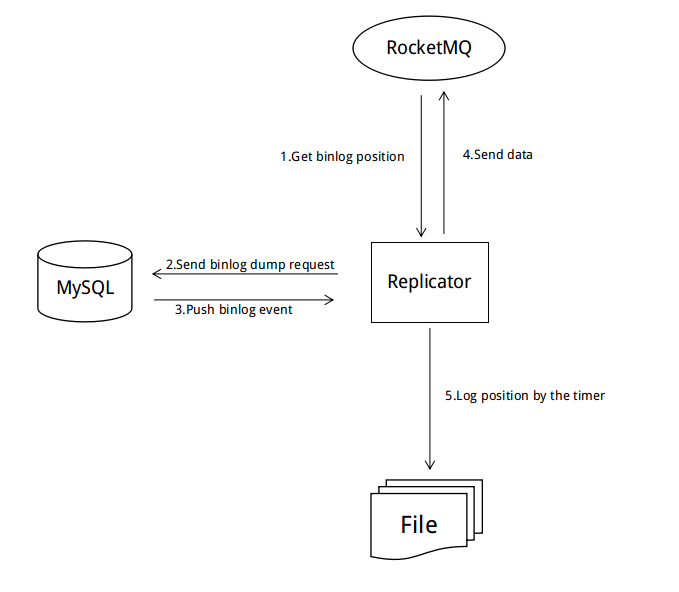 RocketMQ
1.Get binlog position
4.Send data
2.Send binlog dump request
MySQL
Replicator
3.Push binlog event
5.Log position by the timer
File